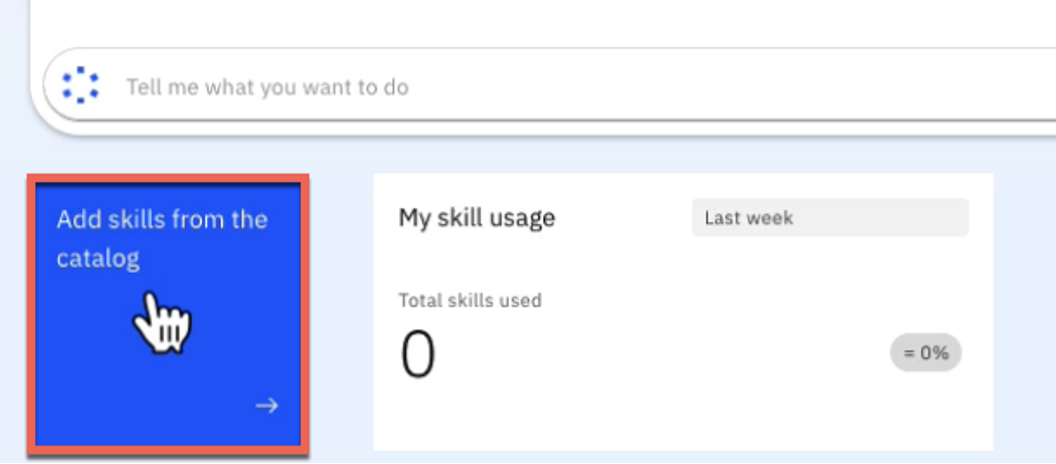 Tell me what you want to do
Add skills from the
catalog
My skill usage
Last week
Total skills used
0
= 0%